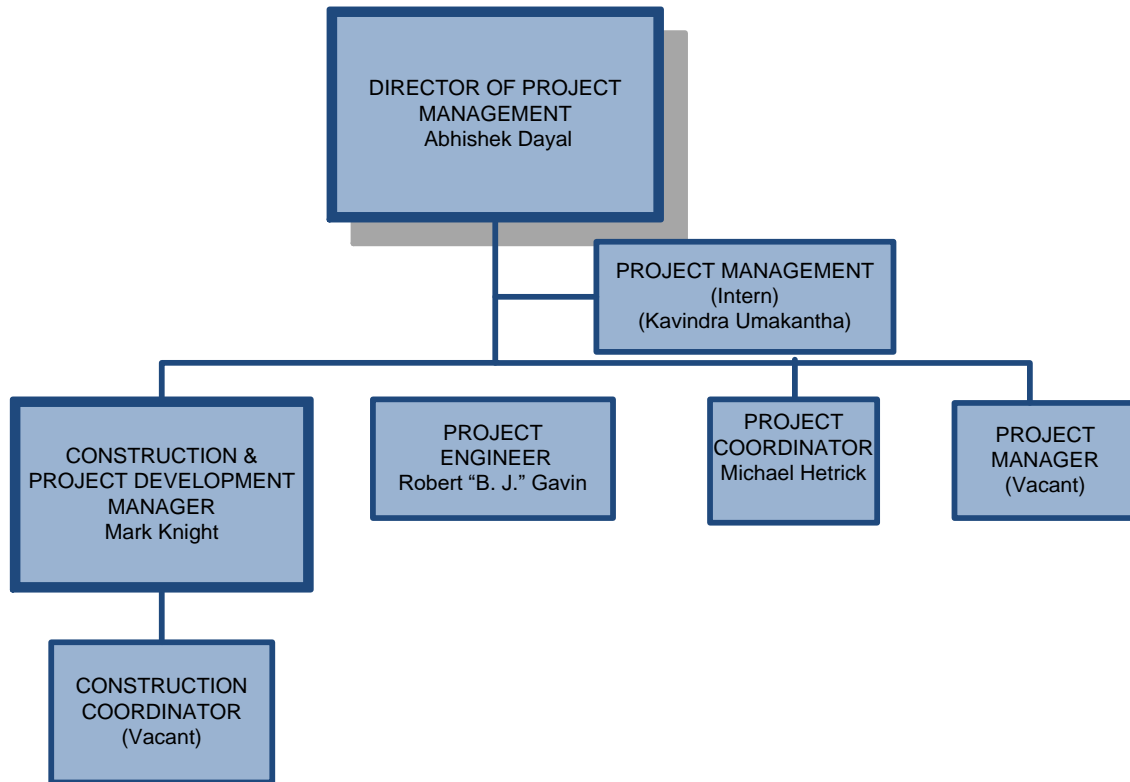 DIRECTOR OF PROJECT
MANAGEMENT
Abhishek Dayal
PROJECT MANAGEMENT
(Intern)
(Kavindra Umakantha)
CONSTRUCTION &
PROJECT DEVELOPMENT
MANAGER
Mark Knight
PROJECT
ENGINEER
Robert “B. J.” Gavin
PROJECT
COORDINATOR
Michael Hetrick
PROJECT
MANAGER
(Vacant)
CONSTRUCTION
COORDINATOR
(Vacant)